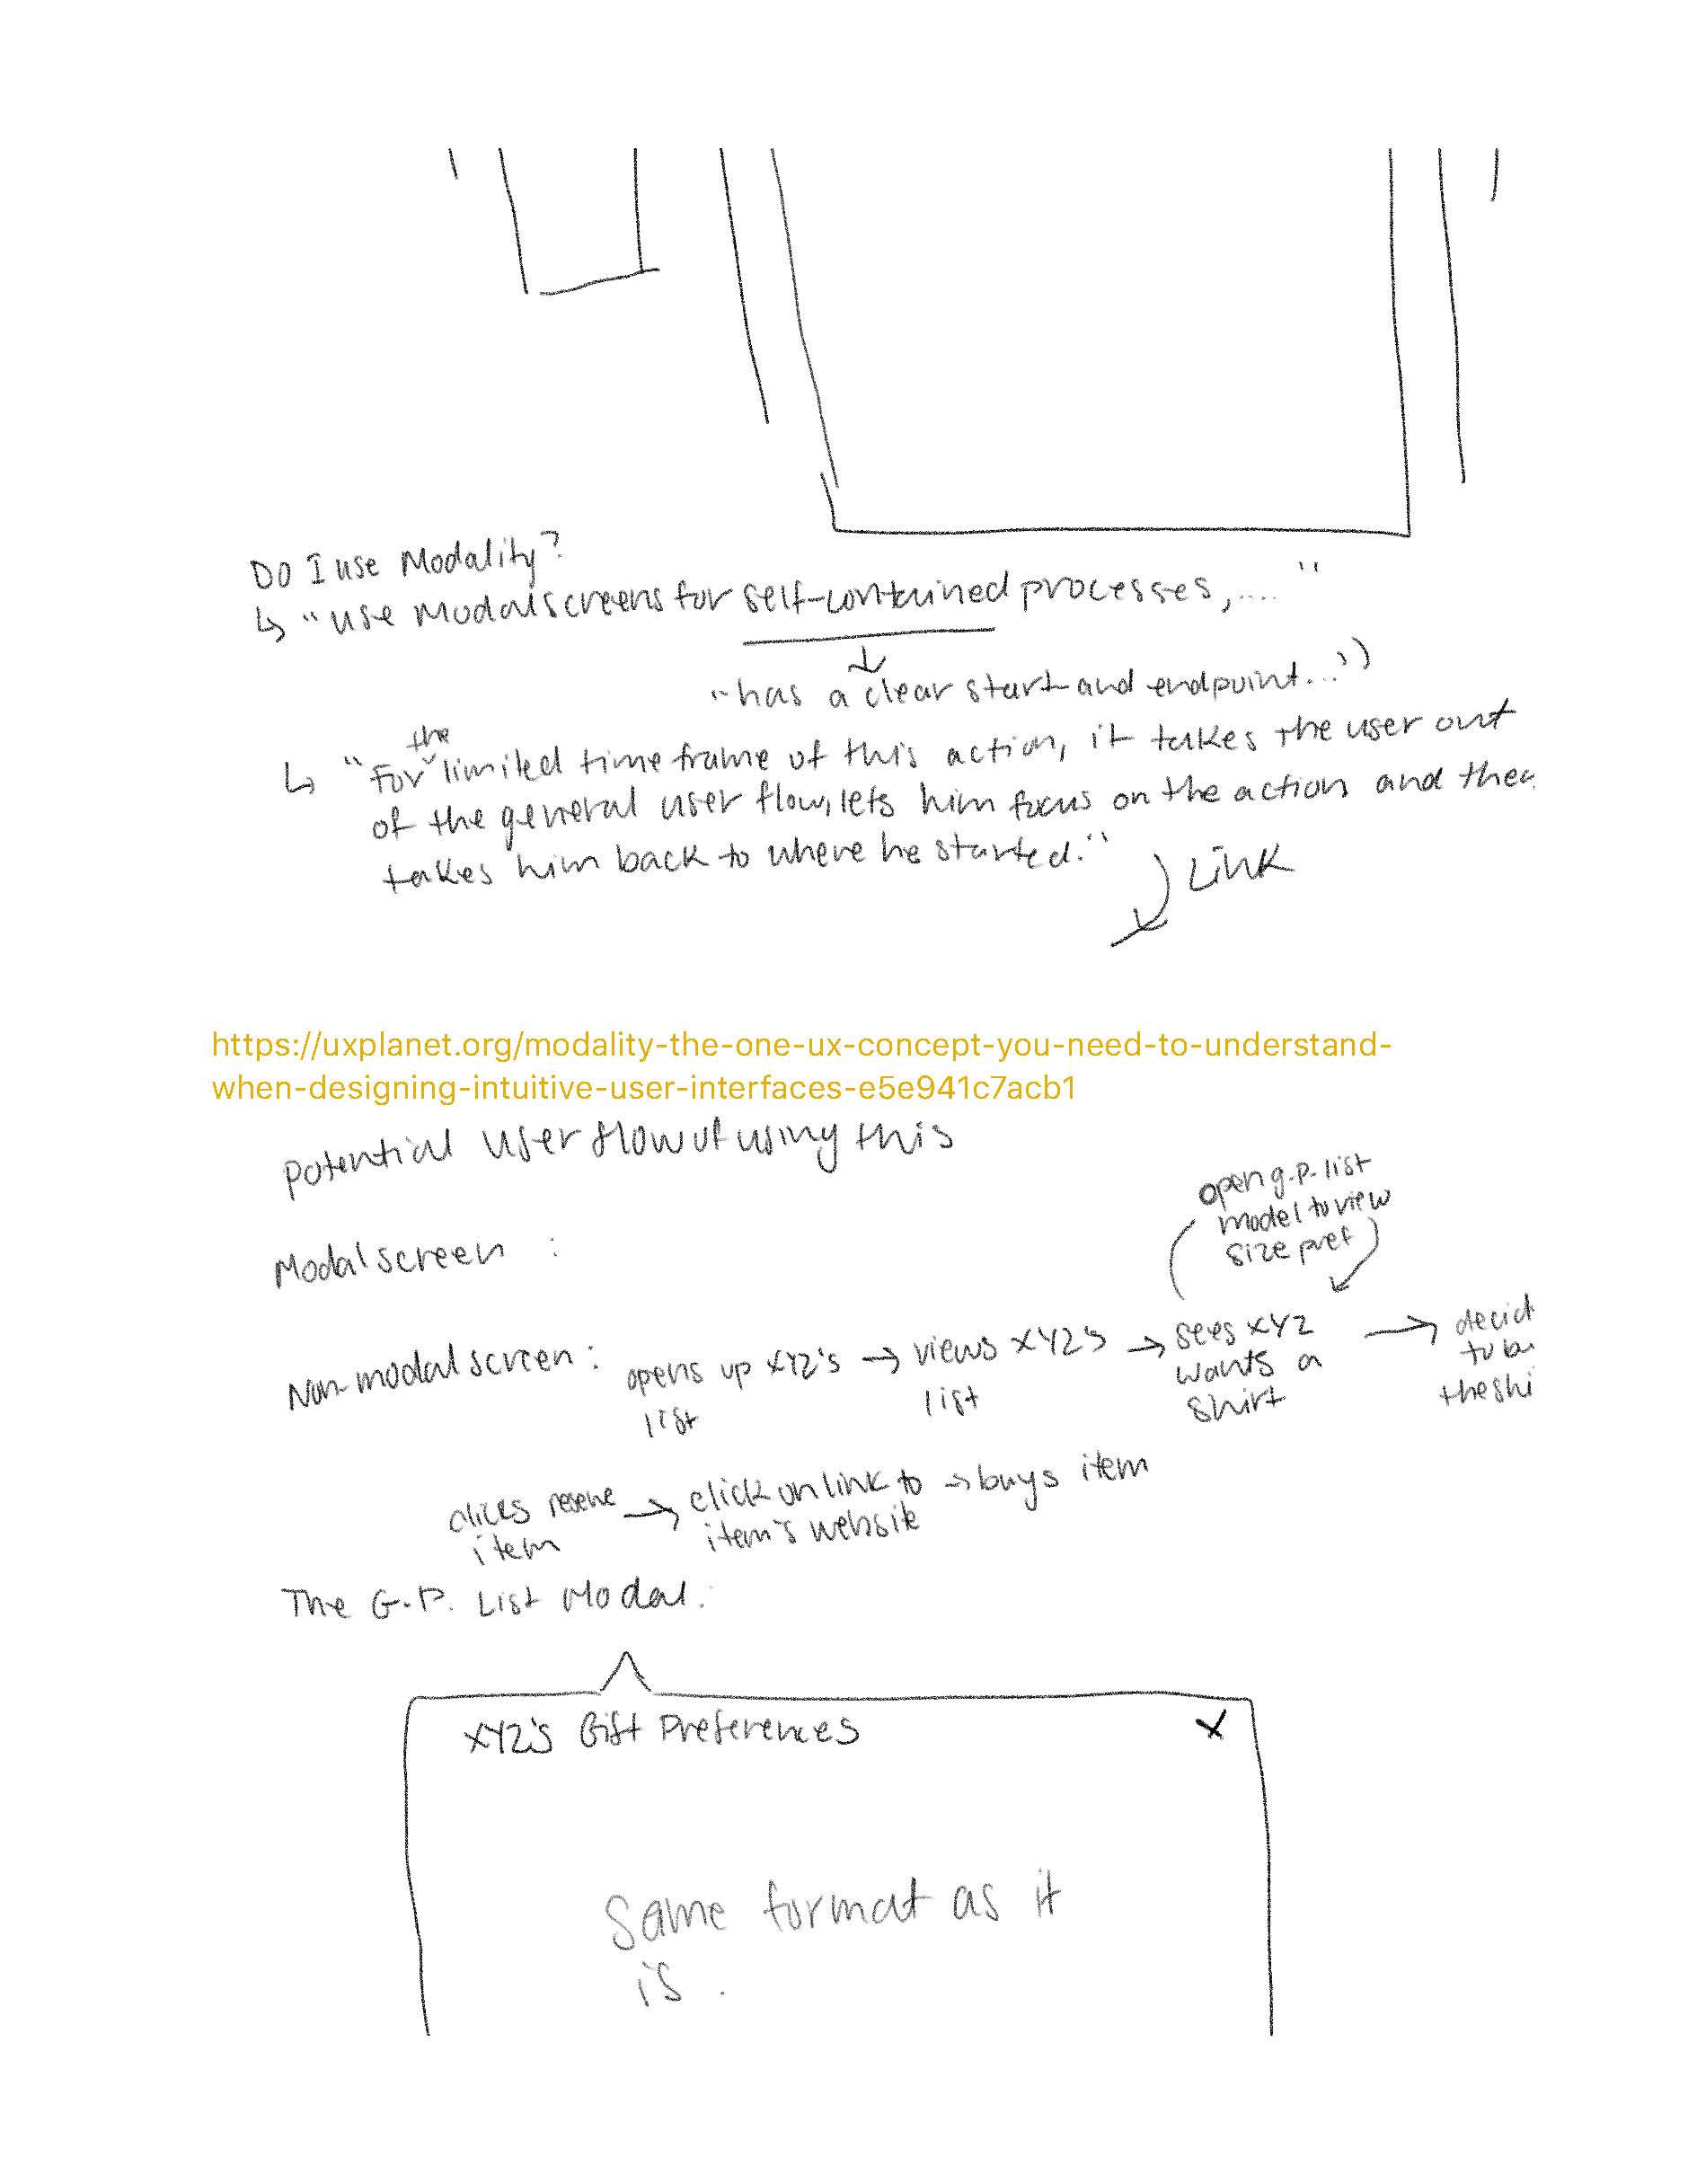 Do I use Modality?
↳ "use Modal screens for self-contained processes,...."
"has a clear start and endpoint...")
the
↳ "For ˅ limited time frame of this action, it takes the user out
of the general user flow, lets him focus on the action and then
takes him back to where he started."
Link
https://uxplanet.org/modality-the-one-ux-concept-you-need-to-understand-
when-designing-intuitive-user-interfaces-e5e941c7acb1
potential user flow of using this
open g.p. list
model to view
size pref
Modal screen :
Non-modal screen : opens up XYZ's → views XYZ's → sees XYZ → decid
list list wants a to bu
shirt the shi
clicks reserve → click on link to → buys item
item item's website
The G.P. List Modal :
XYZ's Gift Preferences X
Same format as it
is.